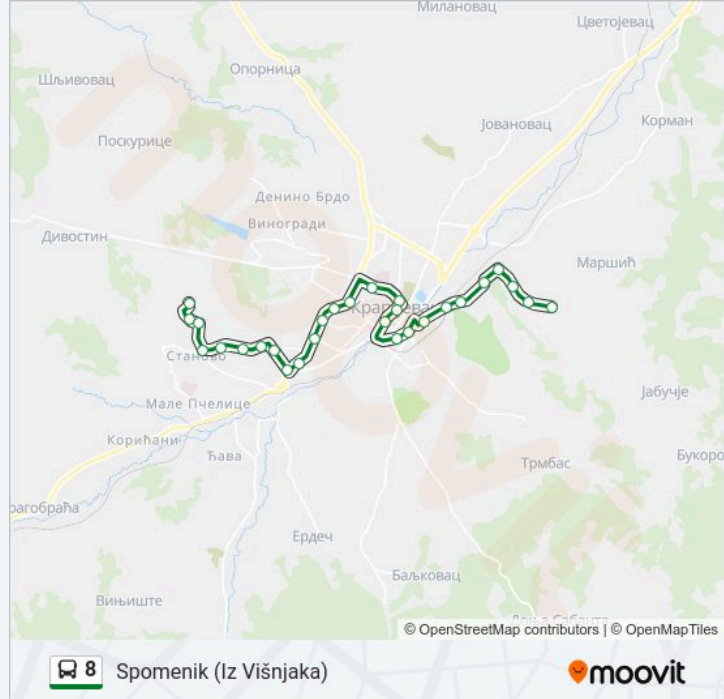 Милановац
Цветојевац
Опорница
Шљивовац
Корман
Јовановац
Поскурице
Денино Брдо
Виногради
Дивостин
Маршић
Станово
Јабучје
Мале Пчелице
Корићани
Ђава
Трмбас
Ердеч
Баљковац
Вињиште
© OpenStreetMap contributors | © OpenMapTiles
8 Spomenik (Iz Višnjaka)
moovit